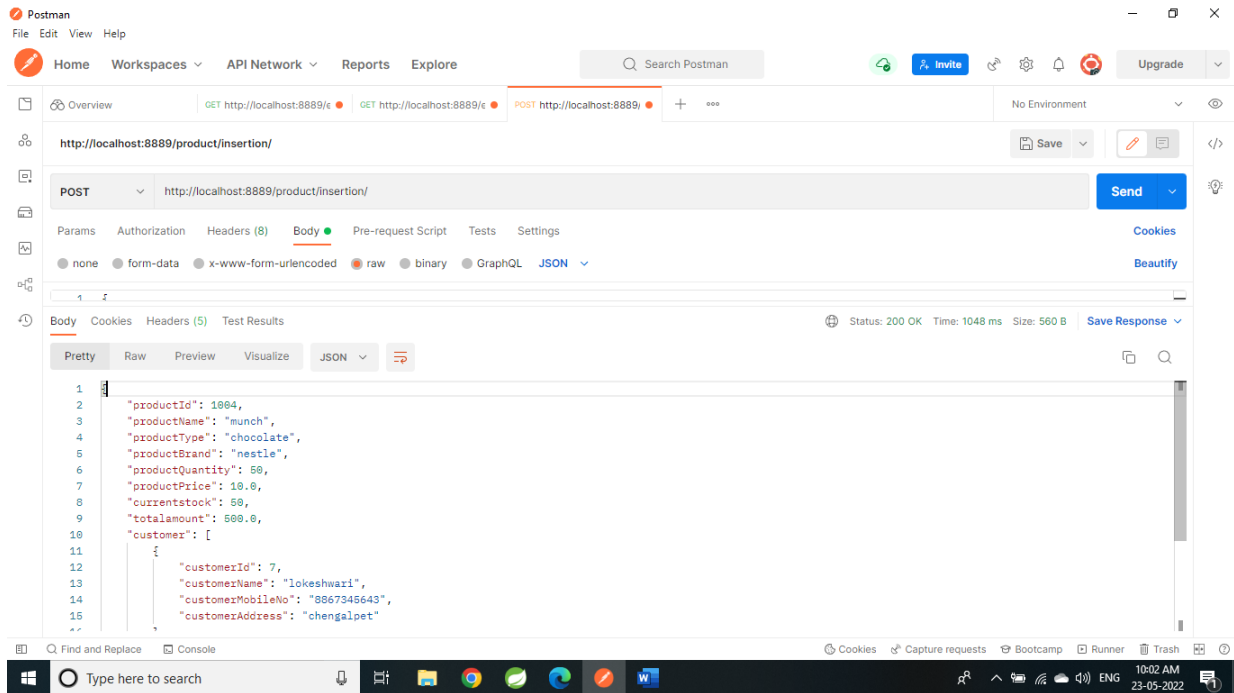 Postman
File Edit View Help
Home Workspaces API Network Reports Explore Search Postman Invite Upgrade
Overview GET http://localhost:8889/e GET http://localhost:8889/e POST http://localhost:8889/ No Environment
http://localhost:8889/product/insertion/ Save
POST http://localhost:8889/product/insertion/ Send
Params Authorization Headers (8) Body Pre-request Script Tests Settings Cookies
none form-data x-www-form-urlencoded raw binary GraphQL JSON Beautify
1 {
Body Cookies Headers (5) Test Results Status: 200 OK Time: 1048 ms Size: 560 B Save Response
Pretty Raw Preview Visualize JSON
1 {
2 "productId": 1004,
3 "productName": "munch",
4 "productType": "chocolate",
5 "productBrand": "nestle",
6 "productQuantity": 50,
7 "productPrice": 10.0,
8 "currentstock": 50,
9 "totalamount": 500.0,
10 "customer": [
11 {
12 "customerId": 7,
13 "customerName": "lokeshwari",
14 "customerMobileNo": "8867345643",
15 "customerAddress": "chengalpet"
Find and Replace Console Cookies Capture requests Bootcamp Runner Trash
Type here to search ENG 10:02 AM
23-05-2022 1